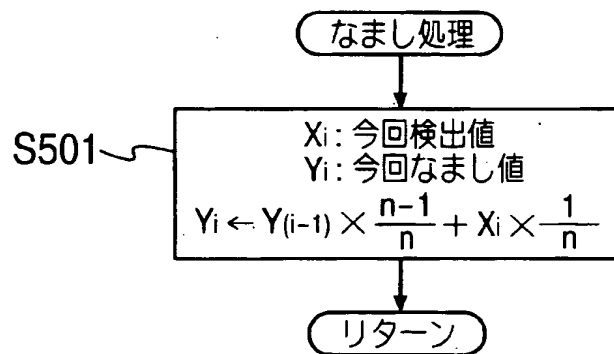 なまし処理
S501
Xi: 今回検出値
Yi: 今回なまし値
Yi ← Y(i-1) × n-1/n + Xi × 1/n
リターン